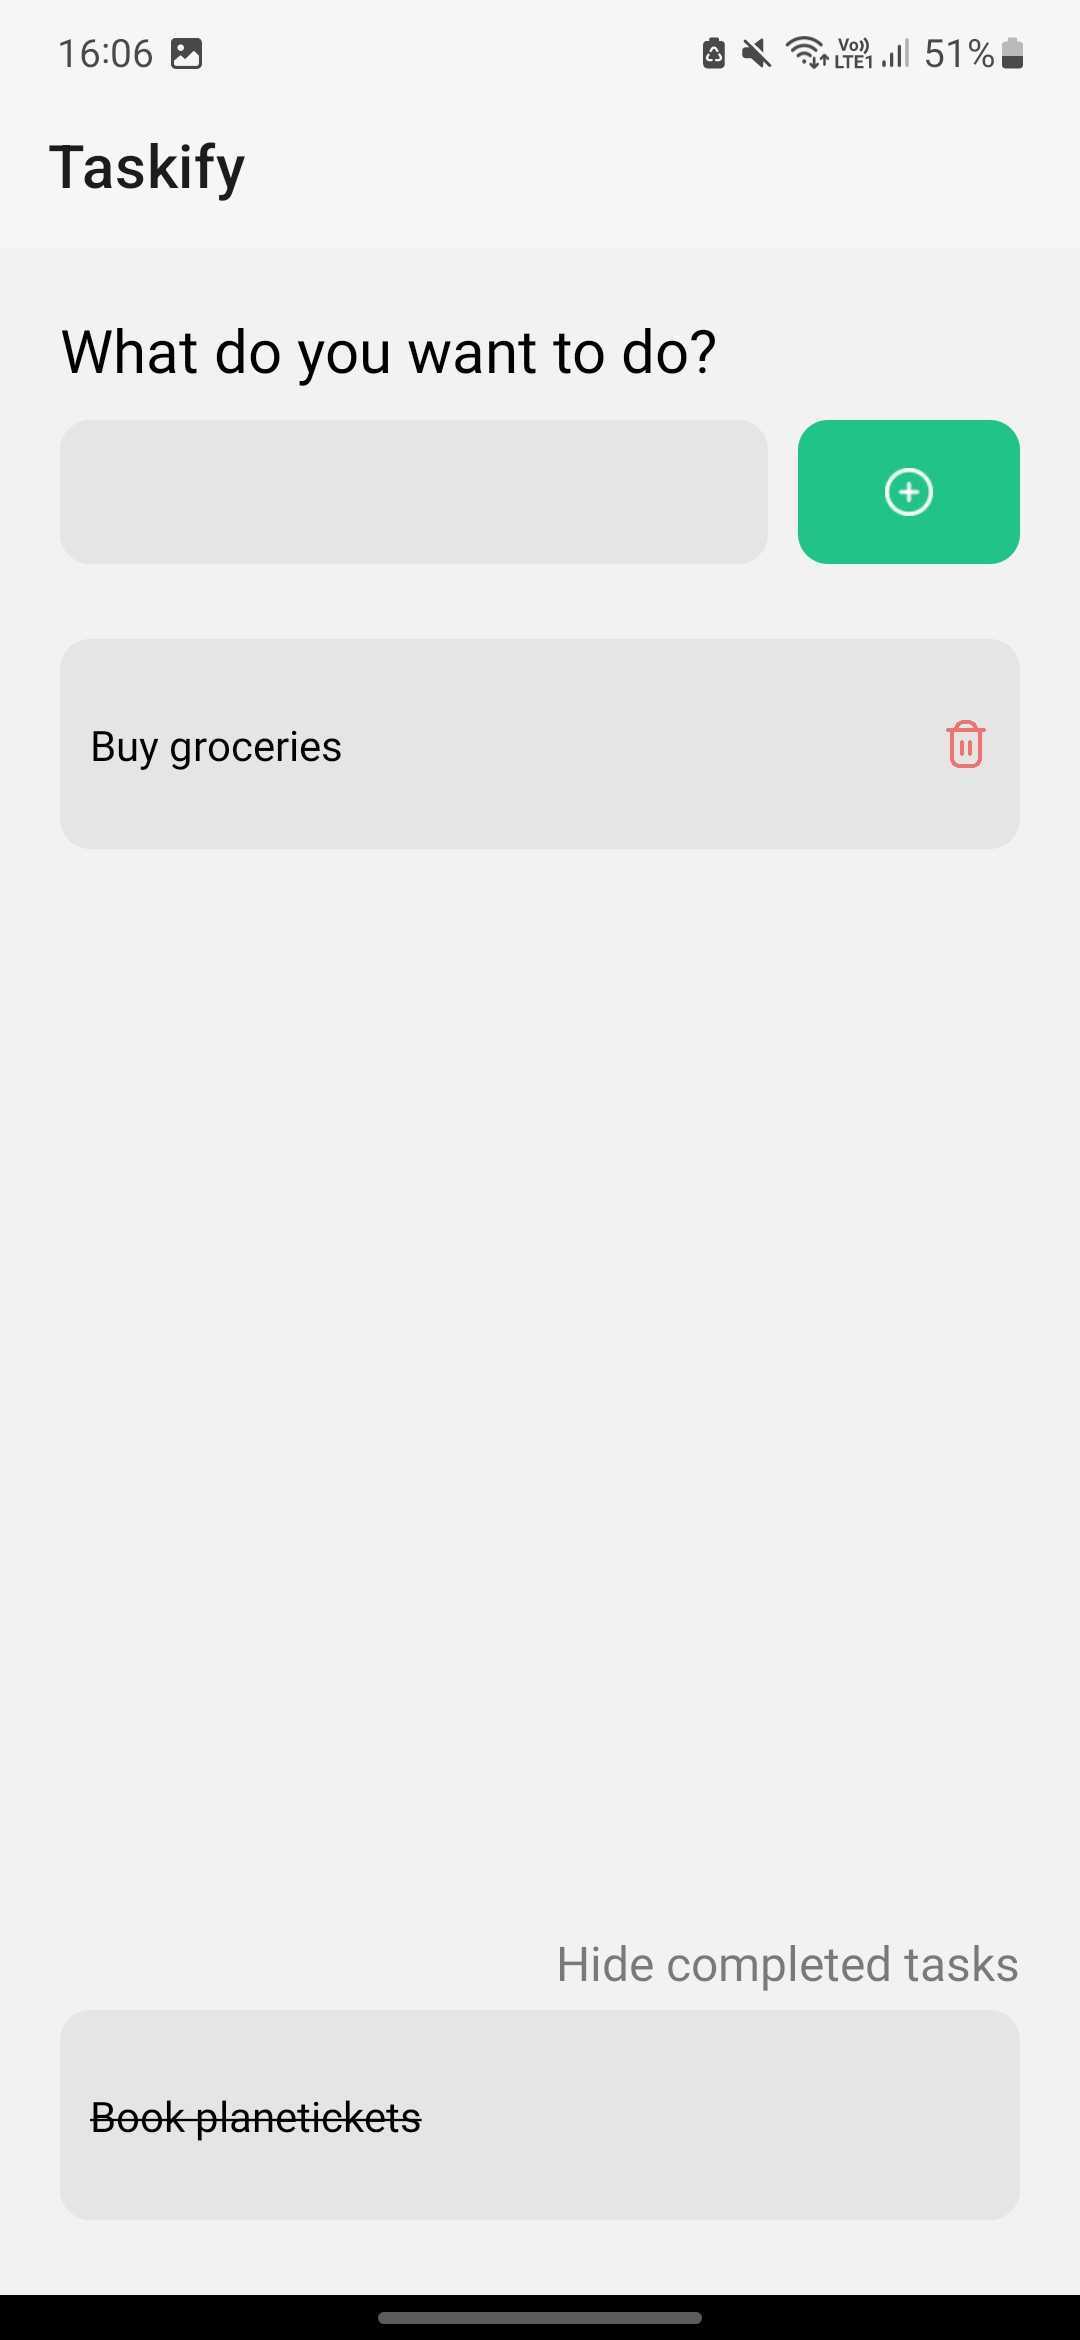 16:06
Vo)) LTE1 51%
Taskify
What do you want to do?
Buy groceries
Hide completed tasks
Book planetickets